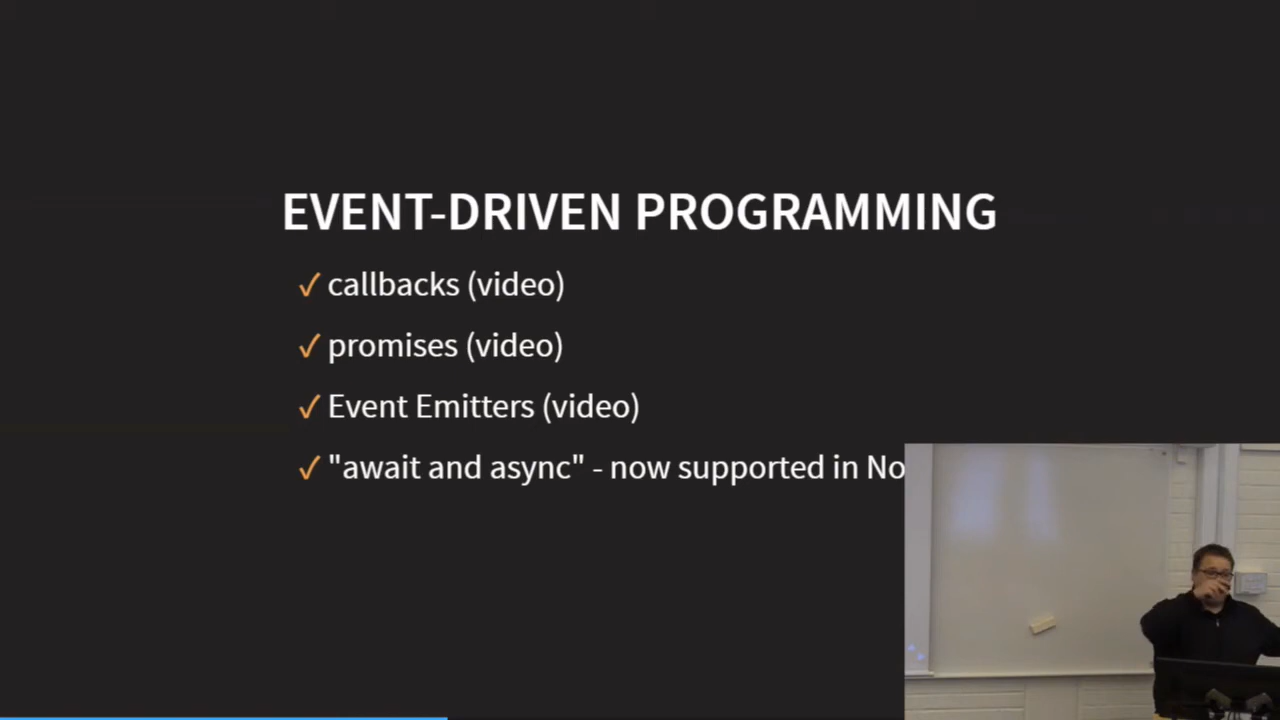 EVENT-DRIVEN PROGRAMMING
✓ callbacks (video)
✓ promises (video)
✓ Event Emitters (video)
✓ "await and async" - now supported in No